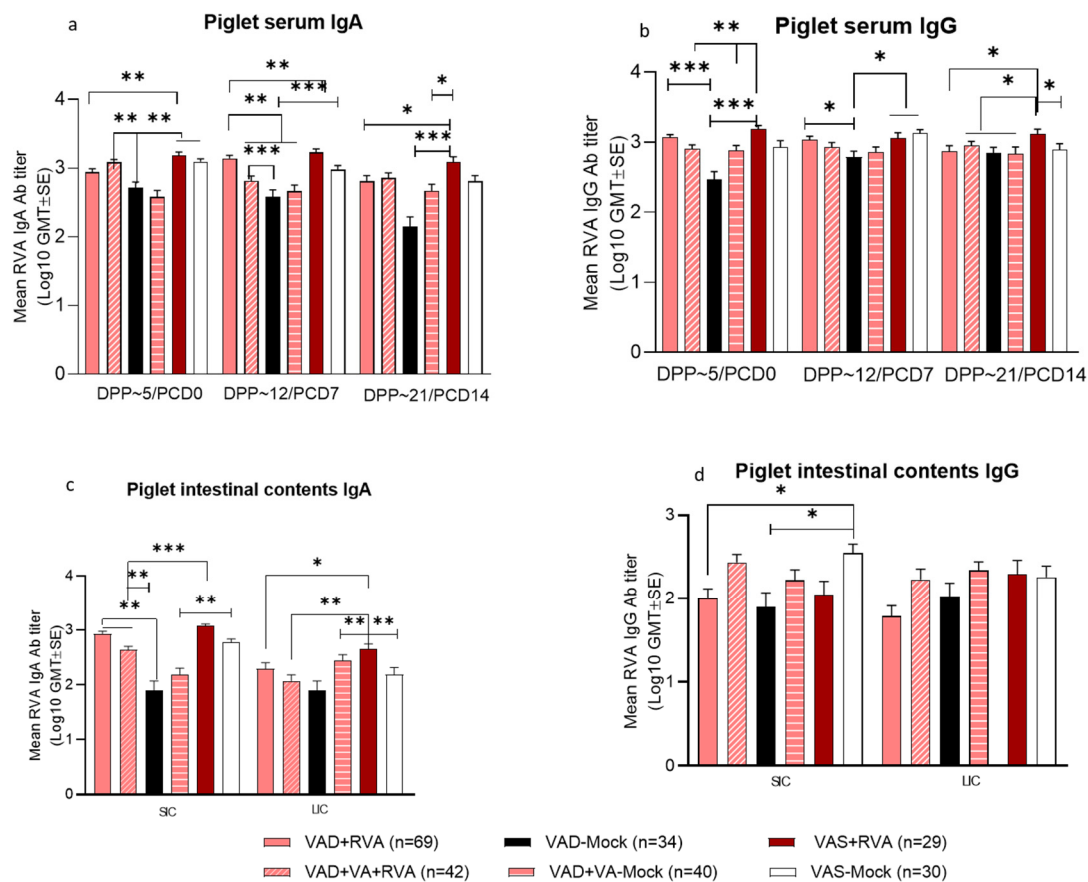 a
Piglet serum IgA
Mean RVA IgA Ab titer
(Log10 GMT±SE)
4
3
2
1
0
**
**
**
**
**
***
***
*
*
***
DPP~5/PCD0
DPP~12/PCD7
DPP~21/PCD14
b
Piglet serum IgG
Mean RVA IgG Ab titer
(Log10 GMT±SE)
4
3
2
1
0
**
***
***
*
*
*
*
*
DPP~5/PCD0
DPP~12/PCD7
DPP~21/PCD14
c
Piglet intestinal contents IgA
Mean RVA IgA Ab titer
(Log10 GMT±SE)
4
3
2
1
0
***
**
**
**
*
**
**
**
SIC
LIC
d
Piglet intestinal contents IgG
Mean RVA IgG Ab titer
(Log10 GMT±SE)
3
2
1
0
*
*
SIC
LIC
VAD+RVA (n=69)
VAD-Mock (n=34)
VAS+RVA (n=29)
VAD+VA+RVA (n=42)
VAD+VA-Mock (n=40)
VAS-Mock (n=30)